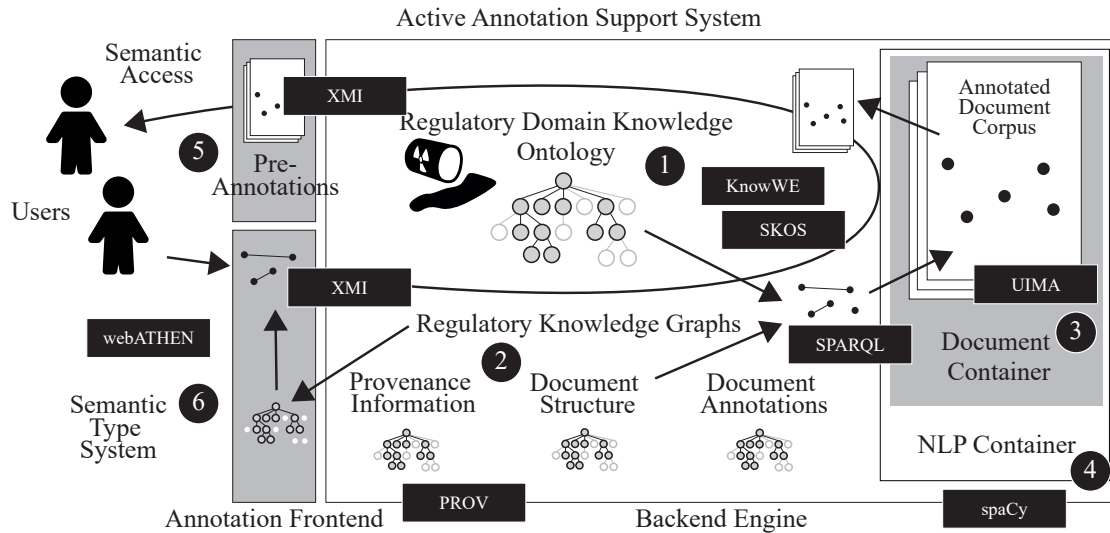 Active Annotation Support System
Semantic
Access
XMI
Annotated
Document
Corpus
Regulatory Domain Knowledge
Ontology
5
Pre-
Annotations
1
KnowWE
SKOS
Users
XMI
UIMA
webATHEN
Regulatory Knowledge Graphs
2
SPARQL
Document
Container
3
Provenance
Information
Document
Structure
Document
Annotations
Semantic
Type
System
6
NLP Container
4
PROV
spaCy
Annotation Frontend
Backend Engine